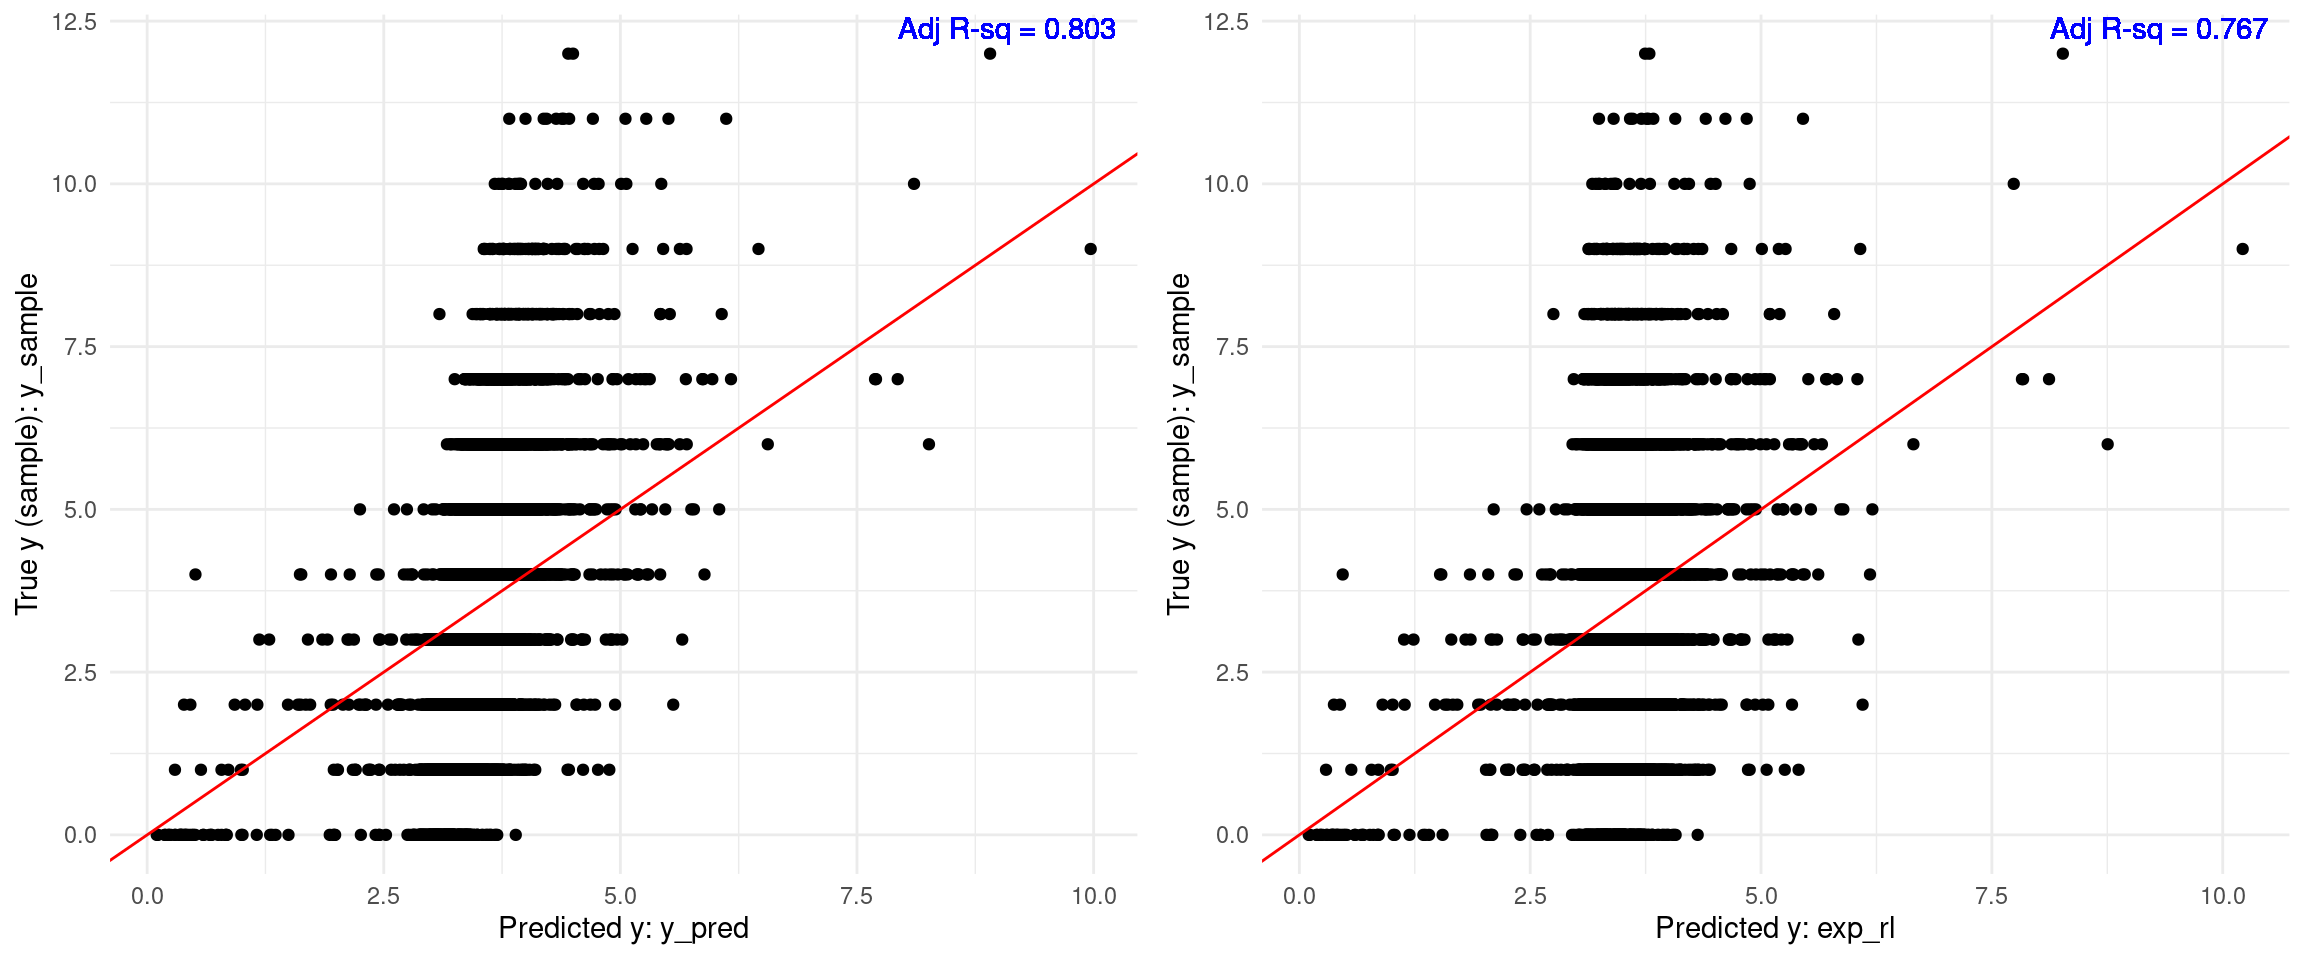 Adj R-sq = 0.803
12.5
10.0
7.5
5.0
2.5
0.0
True y (sample): y_sample
0.0 2.5 5.0 7.5 10.0
Predicted y: y_pred
Adj R-sq = 0.767
12.5
10.0
7.5
5.0
2.5
0.0
True y (sample): y_sample
0.0 2.5 5.0 7.5 10.0
Predicted y: exp_rl